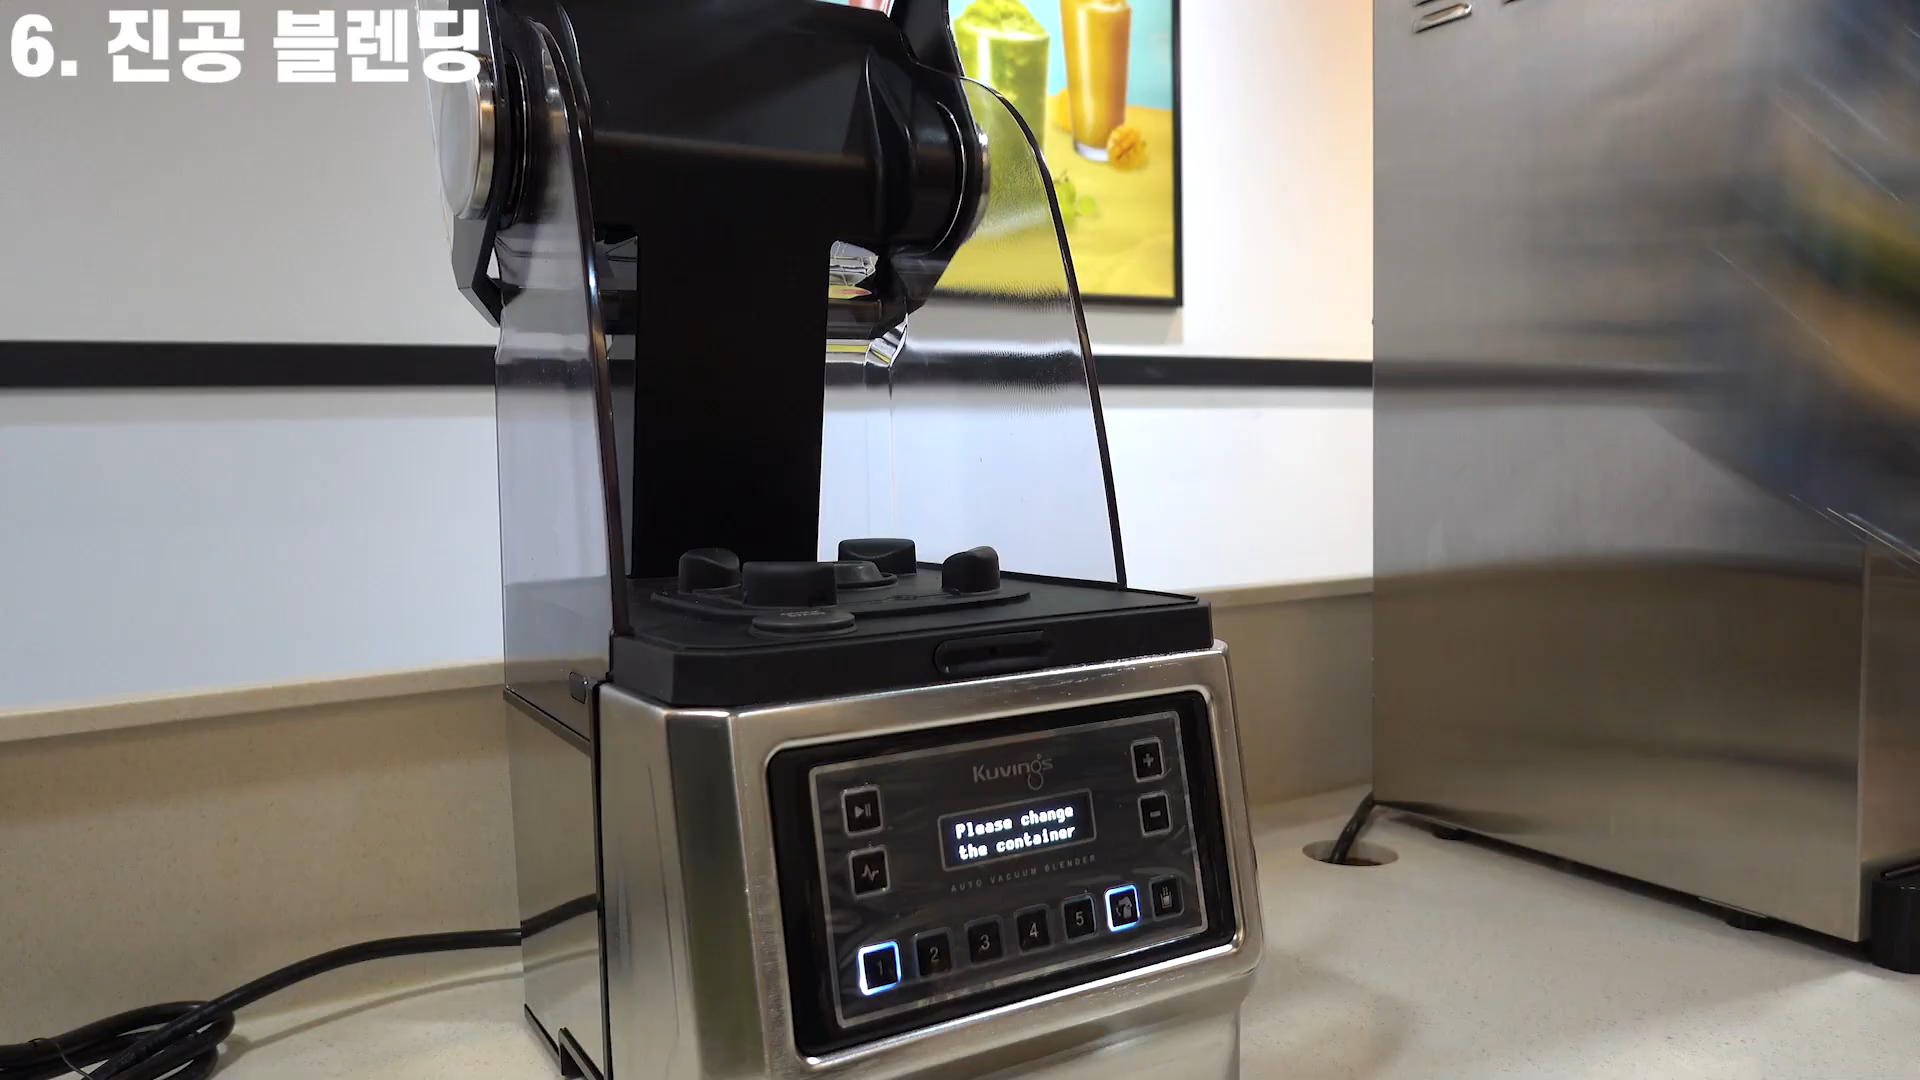 6. 진공 블렌딩
Kuvings
+
Please change
the container
-
AUTO VACUUM BLENDER
1 2 3 4 5